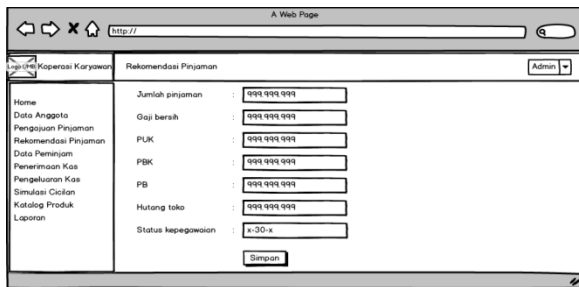 A Web Page
http://
Logo UMB Koperasi Karyawan
Rekomendasi Pinjaman
Admin
Home
Data Anggota
Pengajuan Pinjaman
Rekomendasi Pinjaman
Data Peminjam
Penerimaan Kas
Pengeluaran Kas
Simulasi Cicilan
Katalog Produk
Laporan
Jumlah pinjaman : 999.999.999
Gaji bersih : 999.999.999
PUK : 999.999.999
PBK : 999.999.999
PB : 999.999.999
Hutang toko : 999.999.999
Status kepegawaian : x-30-x
Simpan